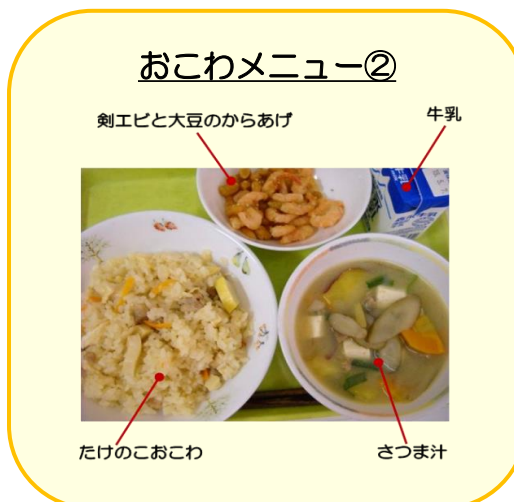 おこわメニュー②
剣エビと大豆のからあげ
牛乳
たけのこおこわ
さつま汁